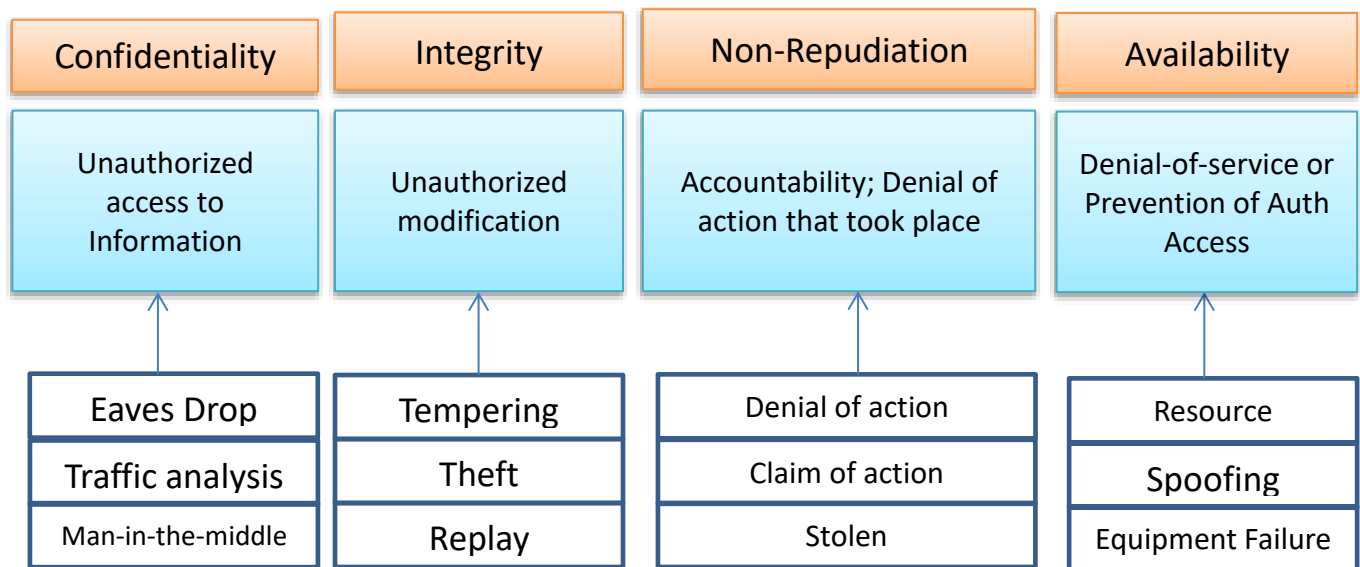 Confidentiality
Integrity
Non-Repudiation
Availability
Unauthorized
access to
Information
Unauthorized
modification
Accountability; Denial of
action that took place
Denial-of-service or
Prevention of Auth
Access
Eaves Drop
Traffic analysis
Man-in-the-middle
Tempering
Theft
Replay
Denial of action
Claim of action
Stolen
Resource
Spoofing
Equipment Failure